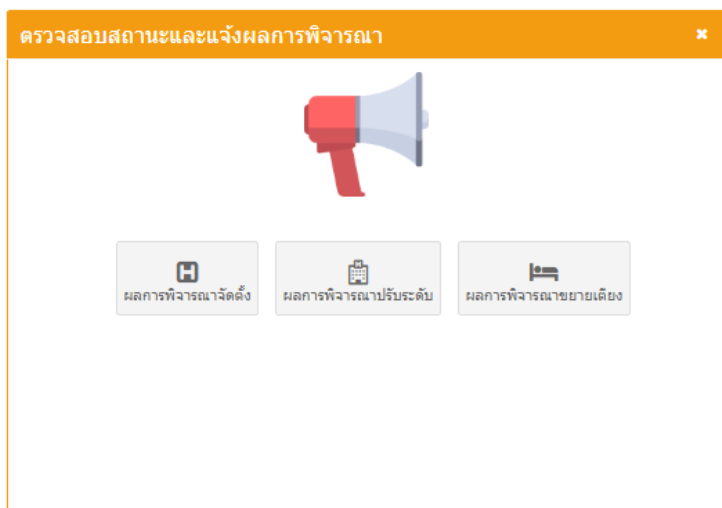 ตรวจสอบสถานะและแจ้งผลการพิจารณา
ผลการพิจารณาจัดตั้ง
ผลการพิจารณาปรับระดับ
ผลการพิจารณาขยายเตียง